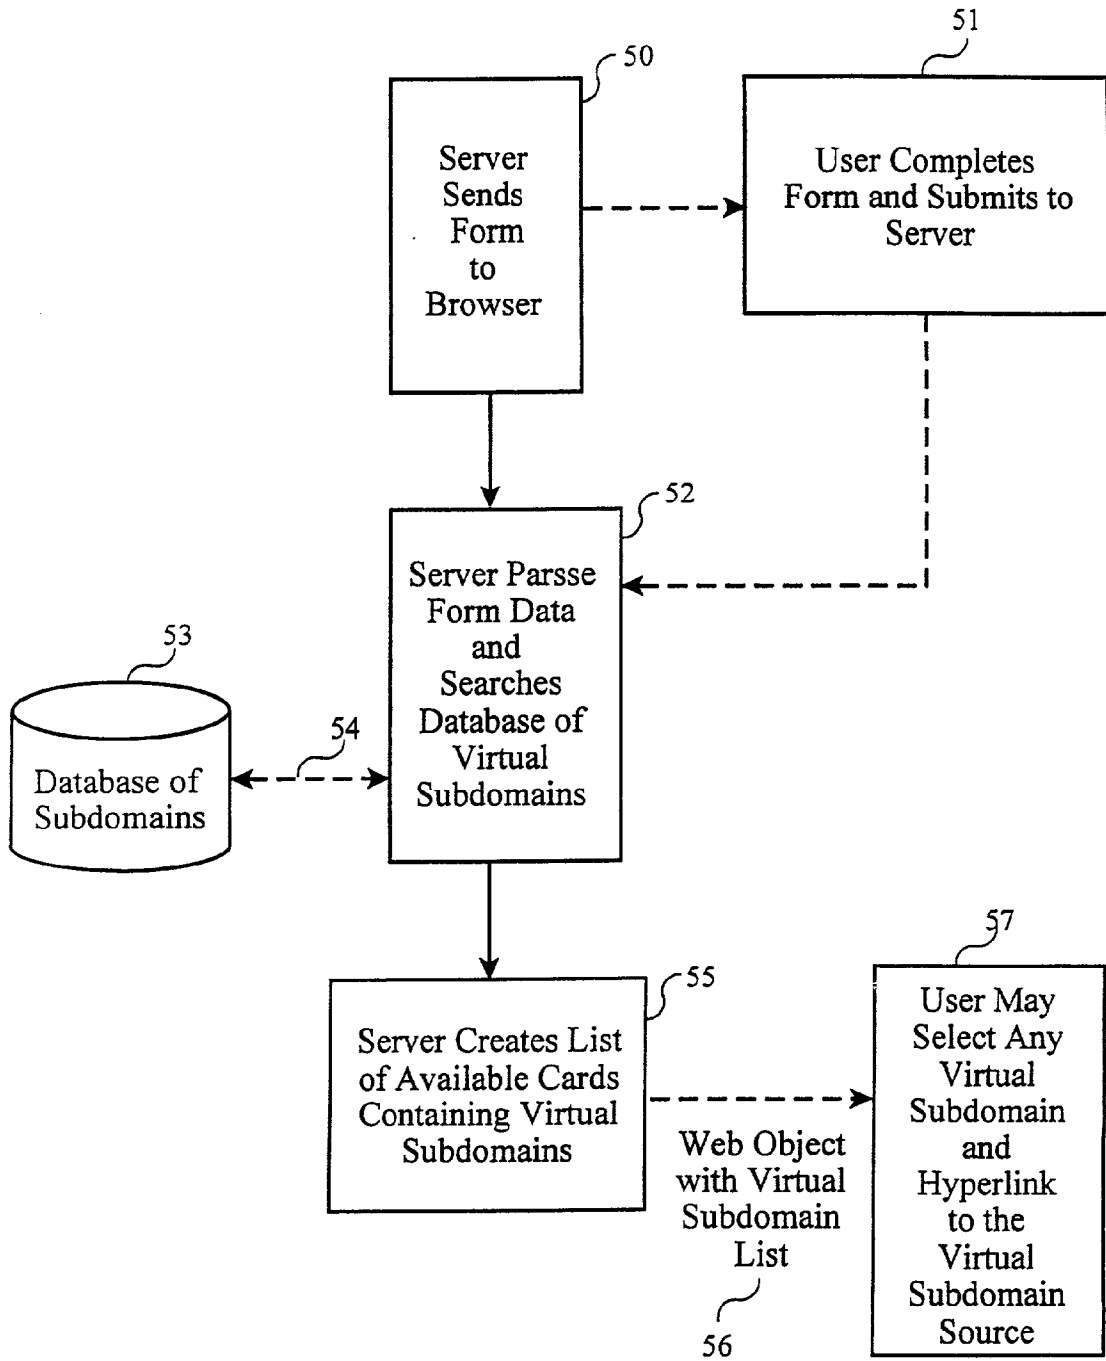 50
51
Server
Sends
Form
to
Browser
User Completes
Form and Submits to
Server
52
Server Parsse
Form Data
and
Searches
Database of
Virtual
Subdomains
53
54
Database of
Subdomains
55
Server Creates List
of Available Cards
Containing Virtual
Subdomains
Web Object
with Virtual
Subdomain
List
56
57
User May
Select Any
Virtual
Subdomain
and
Hyperlink
to the
Virtual
Subdomain
Source